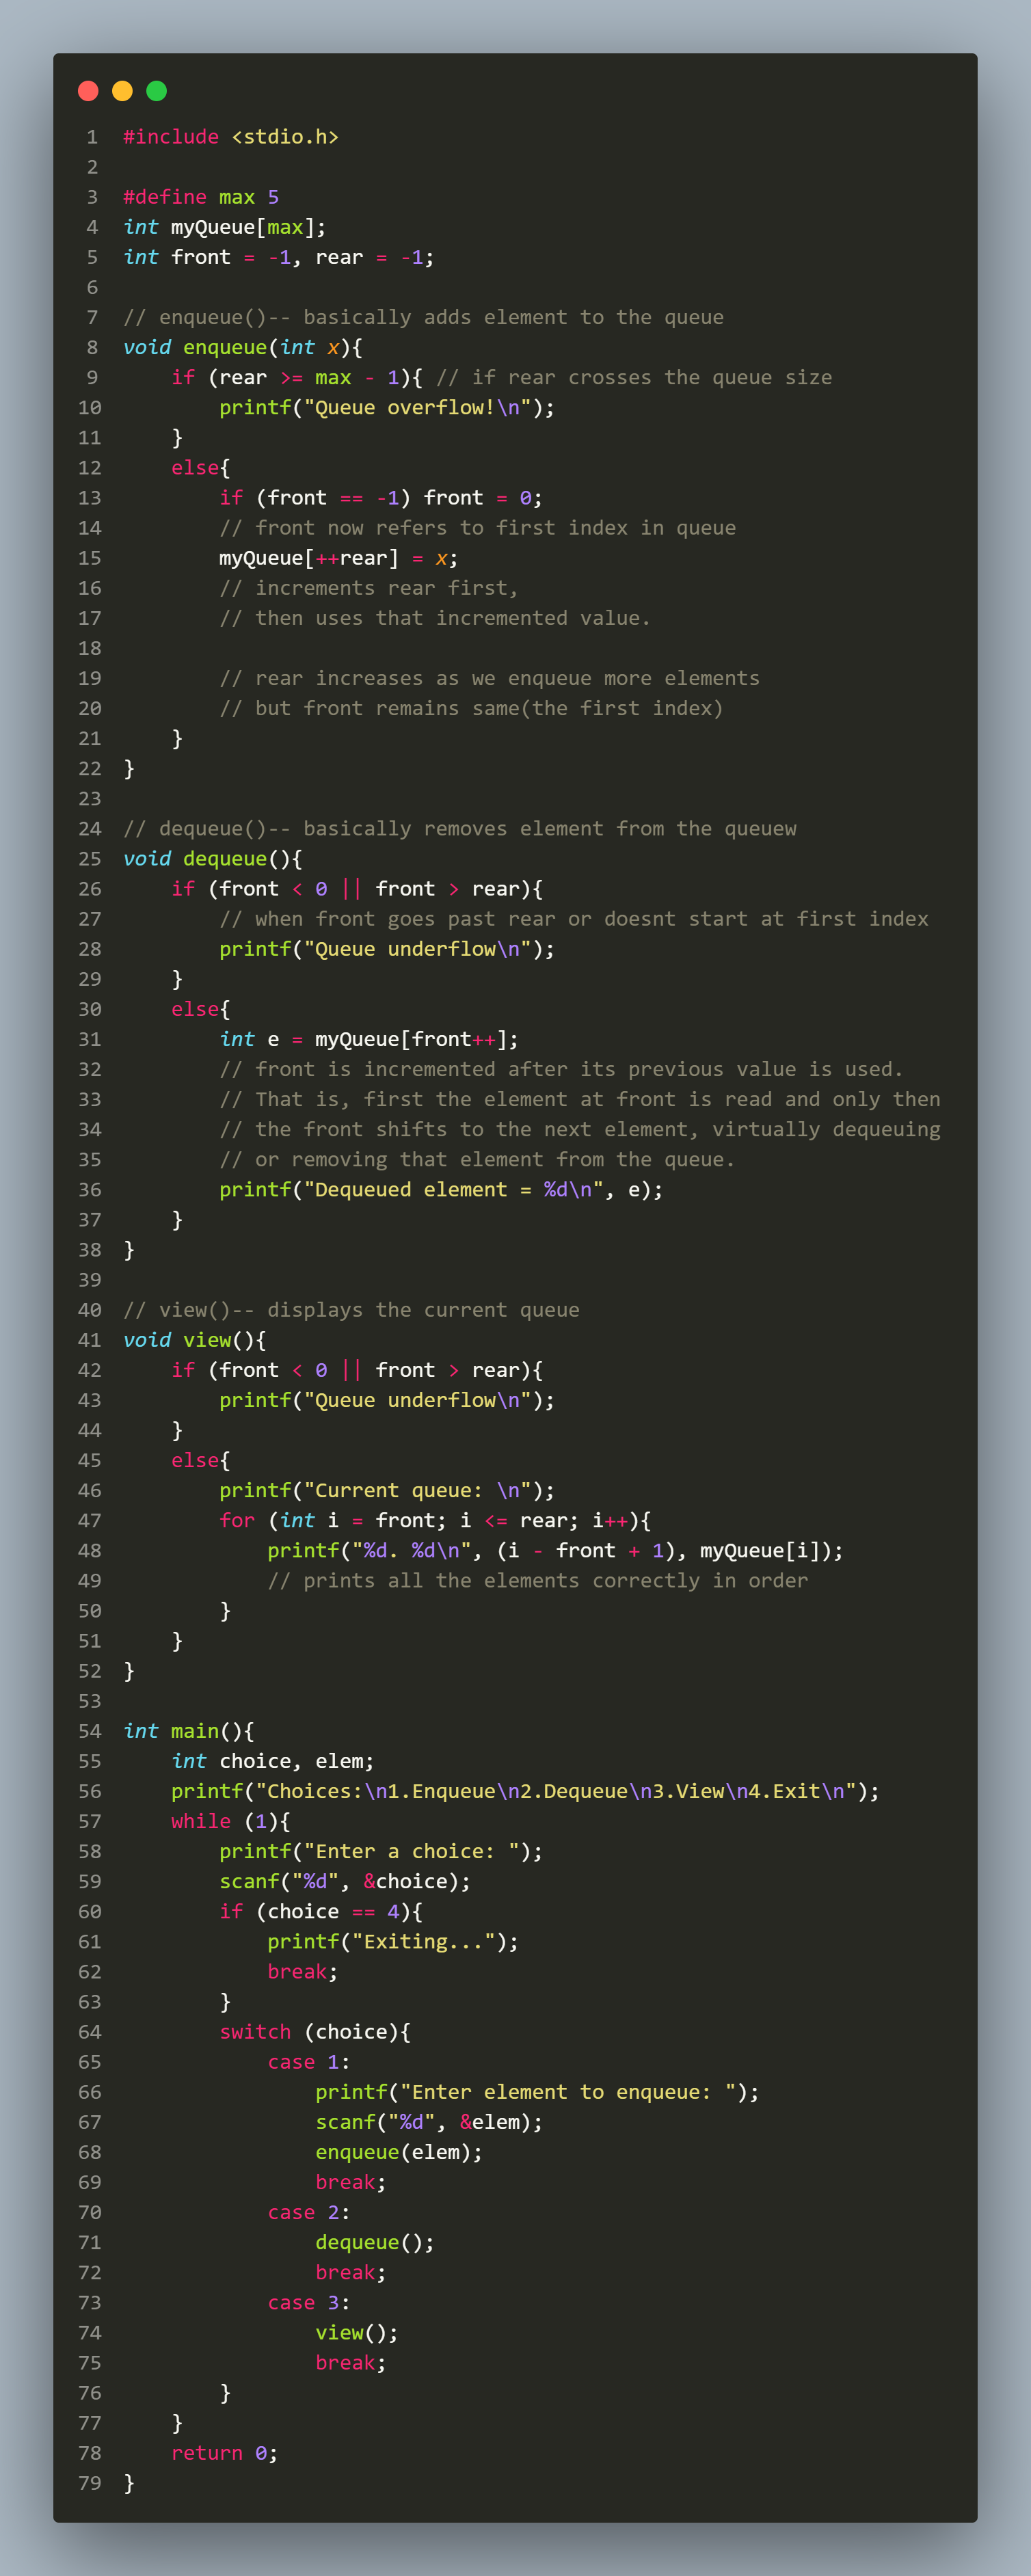 1 #include <stdio.h>
2
3 #define max 5
4 int myQueue[max];
5 int front = -1, rear = -1;
6
7 // enqueue()-- basically adds element to the queue
8 void enqueue(int x){
9     if (rear >= max - 1){ // if rear crosses the queue size
10         printf("Queue overflow!\n");
11     }
12     else{
13         if (front == -1) front = 0;
14         // front now refers to first index in queue
15         myQueue[++rear] = x;
16         // increments rear first,
17         // then uses that incremented value.
18
19         // rear increases as we enqueue more elements
20         // but front remains same(the first index)
21     }
22 }
23
24 // dequeue()-- basically removes element from the queuew
25 void dequeue(){
26     if (front < 0 || front > rear){
27         // when front goes past rear or doesnt start at first index
28         printf("Queue underflow\n");
29     }
30     else{
31         int e = myQueue[front++];
32         // front is incremented after its previous value is used.
33         // That is, first the element at front is read and only then
34         // the front shifts to the next element, virtually dequeuing
35         // or removing that element from the queue.
36         printf("Dequeued element = %d\n", e);
37     }
38 }
39
40 // view()-- displays the current queue
41 void view(){
42     if (front < 0 || front > rear){
43         printf("Queue underflow\n");
44     }
45     else{
46         printf("Current queue: \n");
47         for (int i = front; i <= rear; i++){
48             printf("%d. %d\n", (i - front + 1), myQueue[i]);
49             // prints all the elements correctly in order
50         }
51     }
52 }
53
54 int main(){
55     int choice, elem;
56     printf("Choices:\n1.Enqueue\n2.Dequeue\n3.View\n4.Exit\n");
57     while (1){
58         printf("Enter a choice: ");
59         scanf("%d", &choice);
60         if (choice == 4){
61             printf("Exiting...");
62             break;
63         }
64         switch (choice){
65             case 1:
66                 printf("Enter element to enqueue: ");
67                 scanf("%d", &elem);
68                 enqueue(elem);
69                 break;
70             case 2:
71                 dequeue();
72                 break;
73             case 3:
74                 view();
75                 break;
76         }
77     }
78     return 0;
79 }